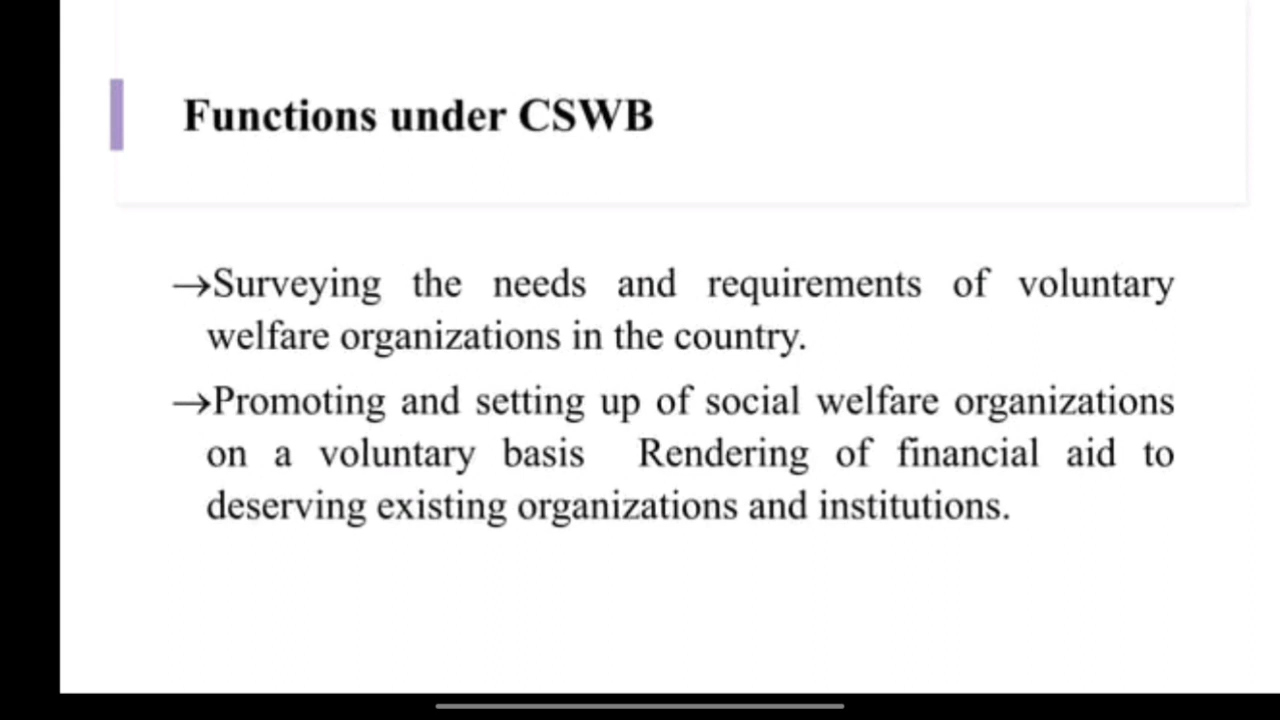 Functions under CSWB
→Surveying the needs and requirements of voluntary
welfare organizations in the country.
→Promoting and setting up of social welfare organizations
on a voluntary basis Rendering of financial aid to
deserving existing organizations and institutions.